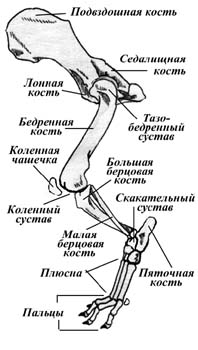 Подвздошная кость
Седалищная
кость
Лонная
кость
Бедренная
кость
Тазо-
бедренный
сустав
Коленная
чашечка
Большая
берцовая
кость
Скакательный
сустав
Коленный
сустав
Малая
берцовая
кость
Плюсна
Пяточная
кость
Пальцы